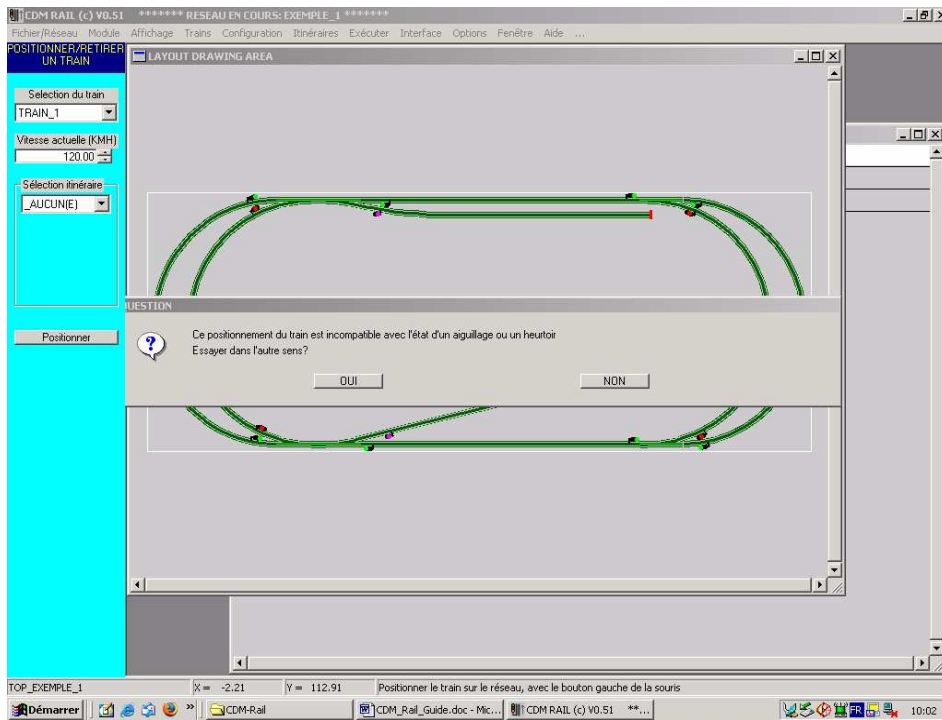 CDM RAIL (c) V0.51 ******* RESEAU EN COURS: EXEMPLE_1 *******
Fichier/Réseau Module Affichage Trains Configuration Itinéraires Exécuter Interface Options Fenêtre Aide ...
POSITIONNER/RETIRER
UN TRAIN
LAYOUT DRAWING AREA
Selection du train
TRAIN_1
Vitesse actuelle (KMH)
120.00
Sélection itinéraire
_AUCUN(E)
Positionner
UESTION
Ce positionnement du train est incompatible avec l'état d'un aiguillage ou un heurtoir
Essayer dans l'autre sens?
OUI NON
TOP_EXEMPLE_1 X = -2.21 Y = 112.91 Positionner le train sur le réseau, avec le bouton gauche de la souris
Démarrer » CDM-Rail CDM_Rail_Guide.doc - Mic... CDM RAIL (c) V0.51 **... FR 10:02